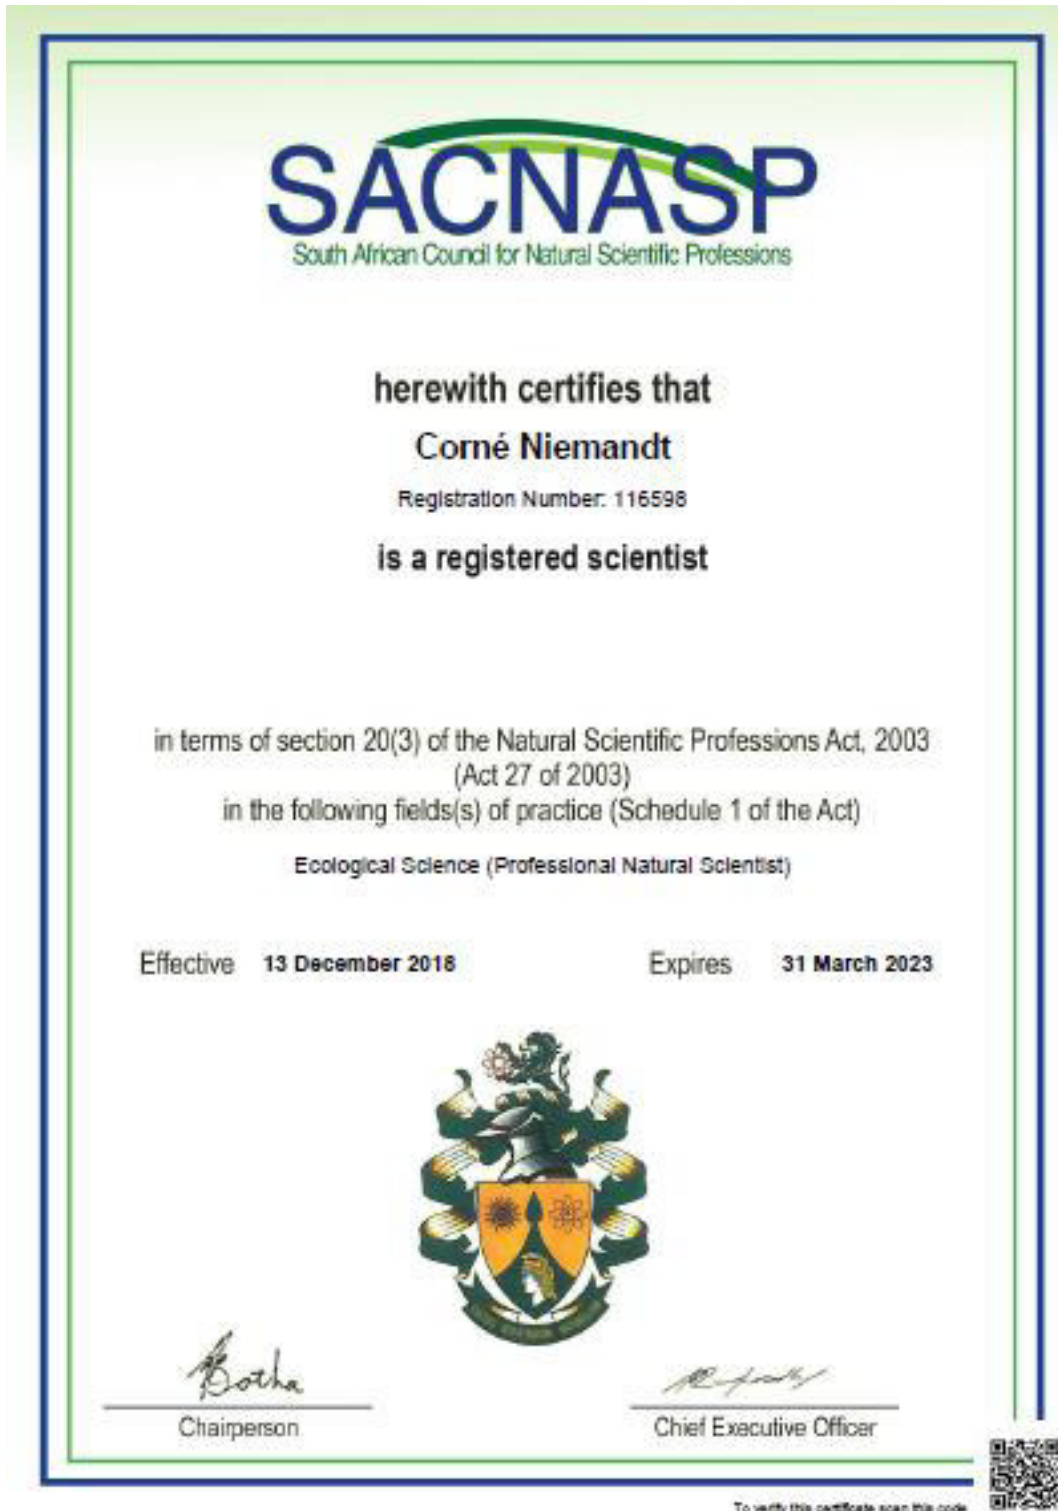 SACNASP
South African Council for Natural Scientific Professions
herewith certifies that
Corné Niemandt
Registration Number: 116598
is a registered scientist
in terms of section 20(3) of the Natural Scientific Professions Act, 2003
(Act 27 of 2003)
in the following fields(s) of practice (Schedule 1 of the Act)
Ecological Science (Professional Natural Scientist)
Effective 13 December 2018 Expires 31 March 2023
Botha
Chairperson Chief Executive Officer
To verify this certificate scan this code